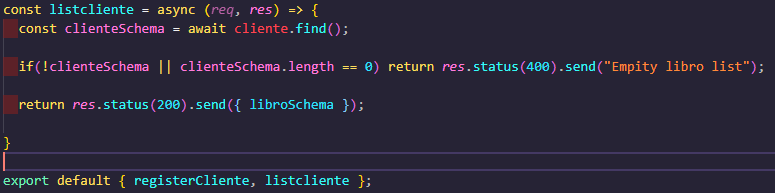 const listcliente = async (req, res) => {
const clienteSchema = await cliente.find();
if(!clienteSchema || clienteSchema.length == 0) return res.status(400).send("Empity libro list");
return res.status(200).send({ libroSchema });
}
export default { registerCliente, listcliente };